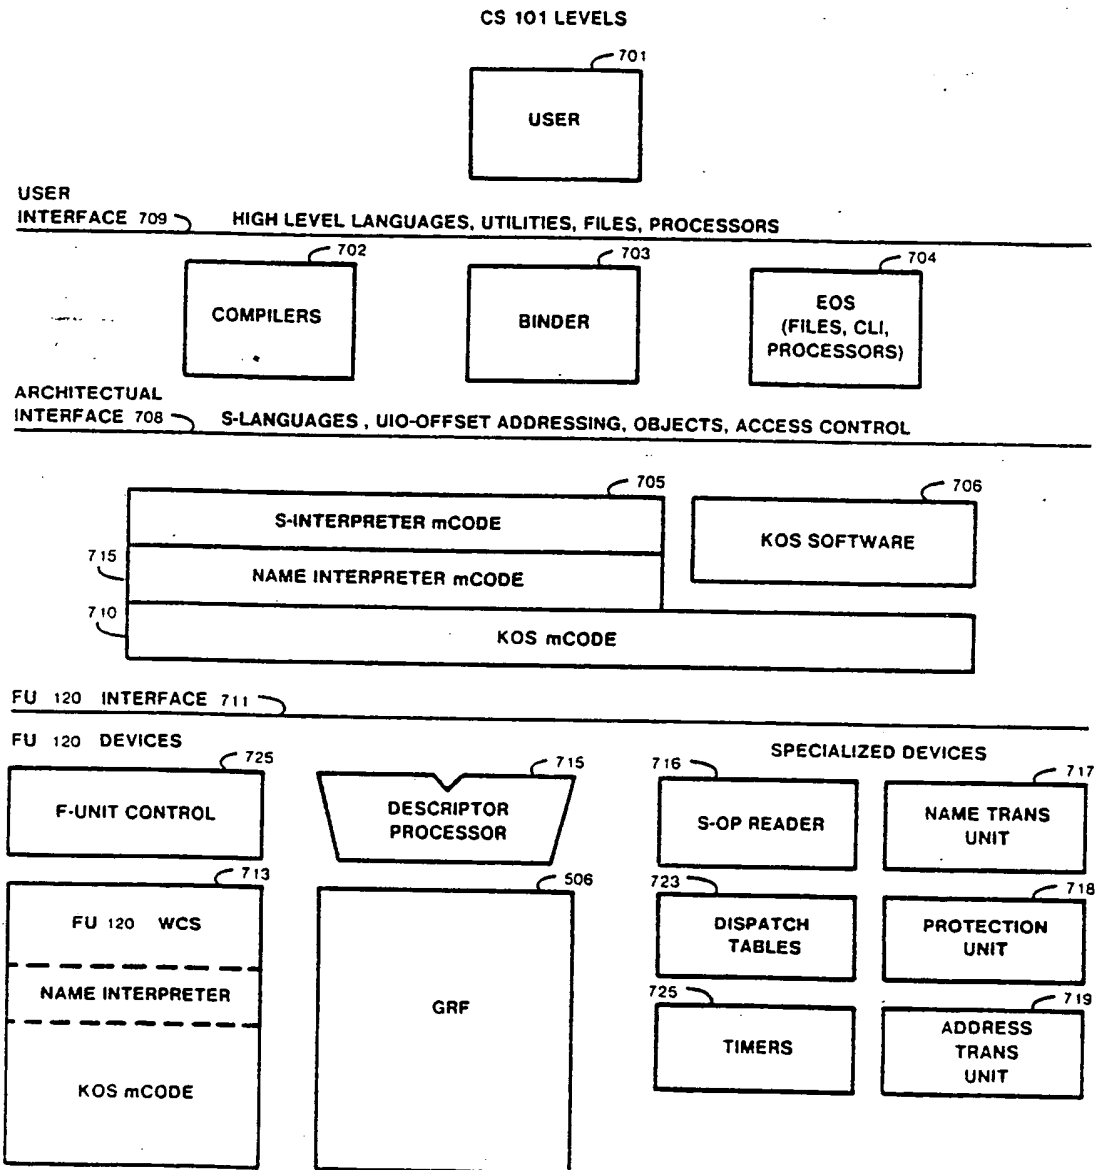 CS 101 LEVELS
701
USER
USER
INTERFACE 709
HIGH LEVEL LANGUAGES, UTILITIES, FILES, PROCESSORS
702
COMPILERS
703
BINDER
704
EOS
(FILES, CLI,
PROCESSORS)
ARCHITECTUAL
INTERFACE 708
S-LANGUAGES , UIO-OFFSET ADDRESSING, OBJECTS, ACCESS CONTROL
705
S-INTERPRETER mCODE
706
KOS SOFTWARE
715
NAME INTERPRETER mCODE
710
KOS mCODE
FU 120 INTERFACE 711
FU 120 DEVICES
SPECIALIZED DEVICES
725
F-UNIT CONTROL
715
DESCRIPTOR
PROCESSOR
716
S-OP READER
717
NAME TRANS
UNIT
713
FU 120 WCS
NAME INTERPRETER
KOS mCODE
506
GRF
723
DISPATCH
TABLES
718
PROTECTION
UNIT
725
TIMERS
719
ADDRESS
TRANS
UNIT